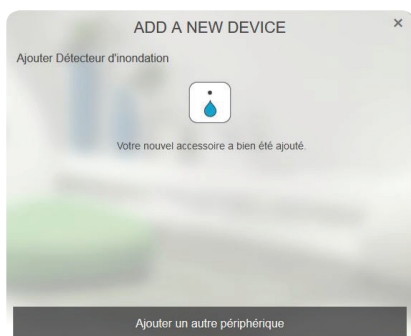 ADD A NEW DEVICE
×
Ajouter Détecteur d'inondation
Votre nouvel accessoire a bien été ajouté.
Ajouter un autre périphérique